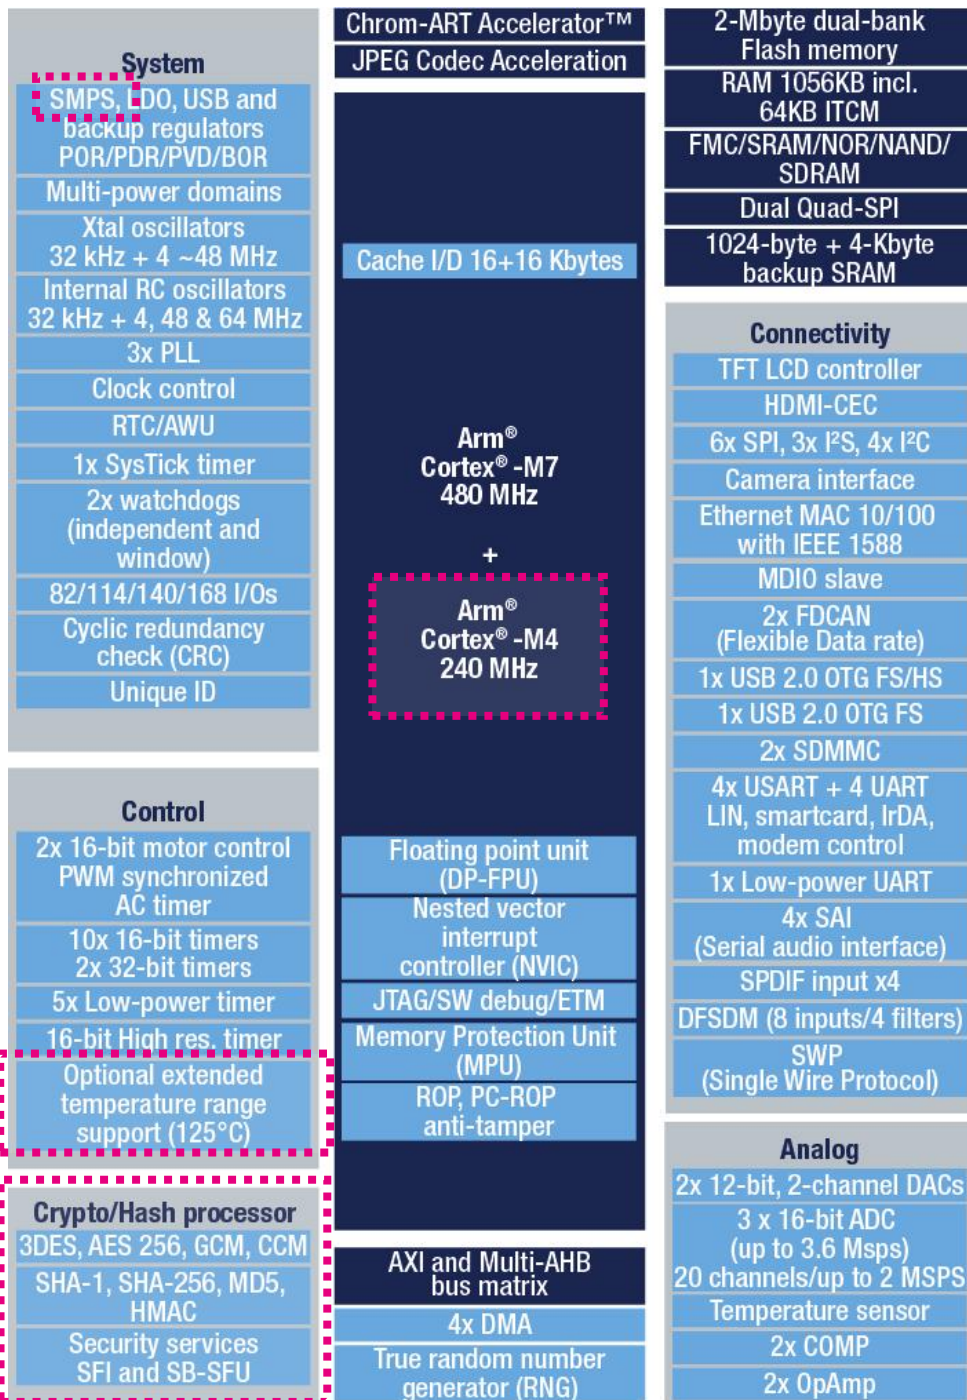 System
SMPS, LDO, USB and
backup regulators
POR/PDR/PVD/BOR
Multi-power domains
Xtal oscillators
32 kHz + 4 ~48 MHz
Internal RC oscillators
32 kHz + 4, 48 & 64 MHz
3x PLL
Clock control
RTC/AWU
1x SysTick timer
2x watchdogs
(independent and
window)
82/114/140/168 I/Os
Cyclic redundancy
check (CRC)
Unique ID
Control
2x 16-bit motor control
PWM synchronized
AC timer
10x 16-bit timers
2x 32-bit timers
5x Low-power timer
16-bit High res. timer
Optional extended
temperature range
support (125°C)
Crypto/Hash processor
3DES, AES 256, GCM, CCM
SHA-1, SHA-256, MD5,
HMAC
Security services
SFI and SB-SFU
Chrom-ART Accelerator™
JPEG Codec Acceleration
Cache I/D 16+16 Kbytes
Arm®
Cortex® -M7
480 MHz
+
Arm®
Cortex® -M4
240 MHz
Floating point unit
(DP-FPU)
Nested vector
interrupt
controller (NVIC)
JTAG/SW debug/ETM
Memory Protection Unit
(MPU)
ROP, PC-ROP
anti-tamper
AXI and Multi-AHB
bus matrix
4x DMA
True random number
generator (RNG)
2-Mbyte dual-bank
Flash memory
RAM 1056KB incl.
64KB ITCM
FMC/SRAM/NOR/NAND/
SDRAM
Dual Quad-SPI
1024-byte + 4-Kbyte
backup SRAM
Connectivity
TFT LCD controller
HDMI-CEC
6x SPI, 3x I²S, 4x I²C
Camera interface
Ethernet MAC 10/100
with IEEE 1588
MDIO slave
2x FDCAN
(Flexible Data rate)
1x USB 2.0 OTG FS/HS
1x USB 2.0 OTG FS
2x SDMMC
4x USART + 4 UART
LIN, smartcard, IrDA,
modem control
1x Low-power UART
4x SAI
(Serial audio interface)
SPDIF input x4
DFSDM (8 inputs/4 filters)
SWP
(Single Wire Protocol)
Analog
2x 12-bit, 2-channel DACs
3 x 16-bit ADC
(up to 3.6 Msps)
20 channels/up to 2 MSPS
Temperature sensor
2x COMP
2x OpAmp